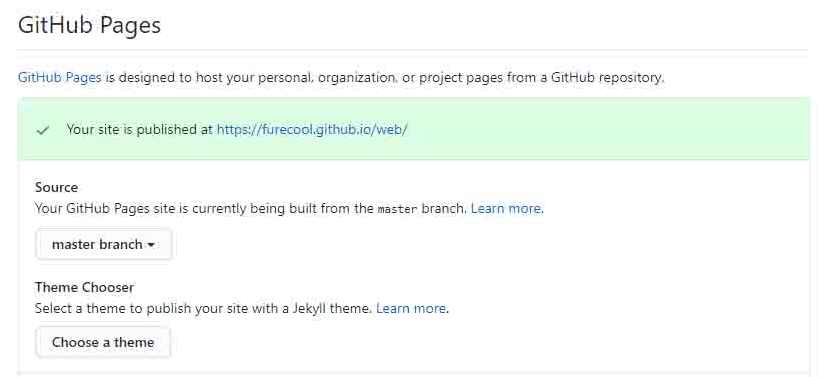 GitHub Pages
GitHub Pages is designed to host your personal, organization, or project pages from a GitHub repository.
Your site is published at https://furecool.github.io/web/
Source
Your GitHub Pages site is currently being built from the master branch. Learn more.
master branch
Theme Chooser
Select a theme to publish your site with a Jekyll theme. Learn more.
Choose a theme